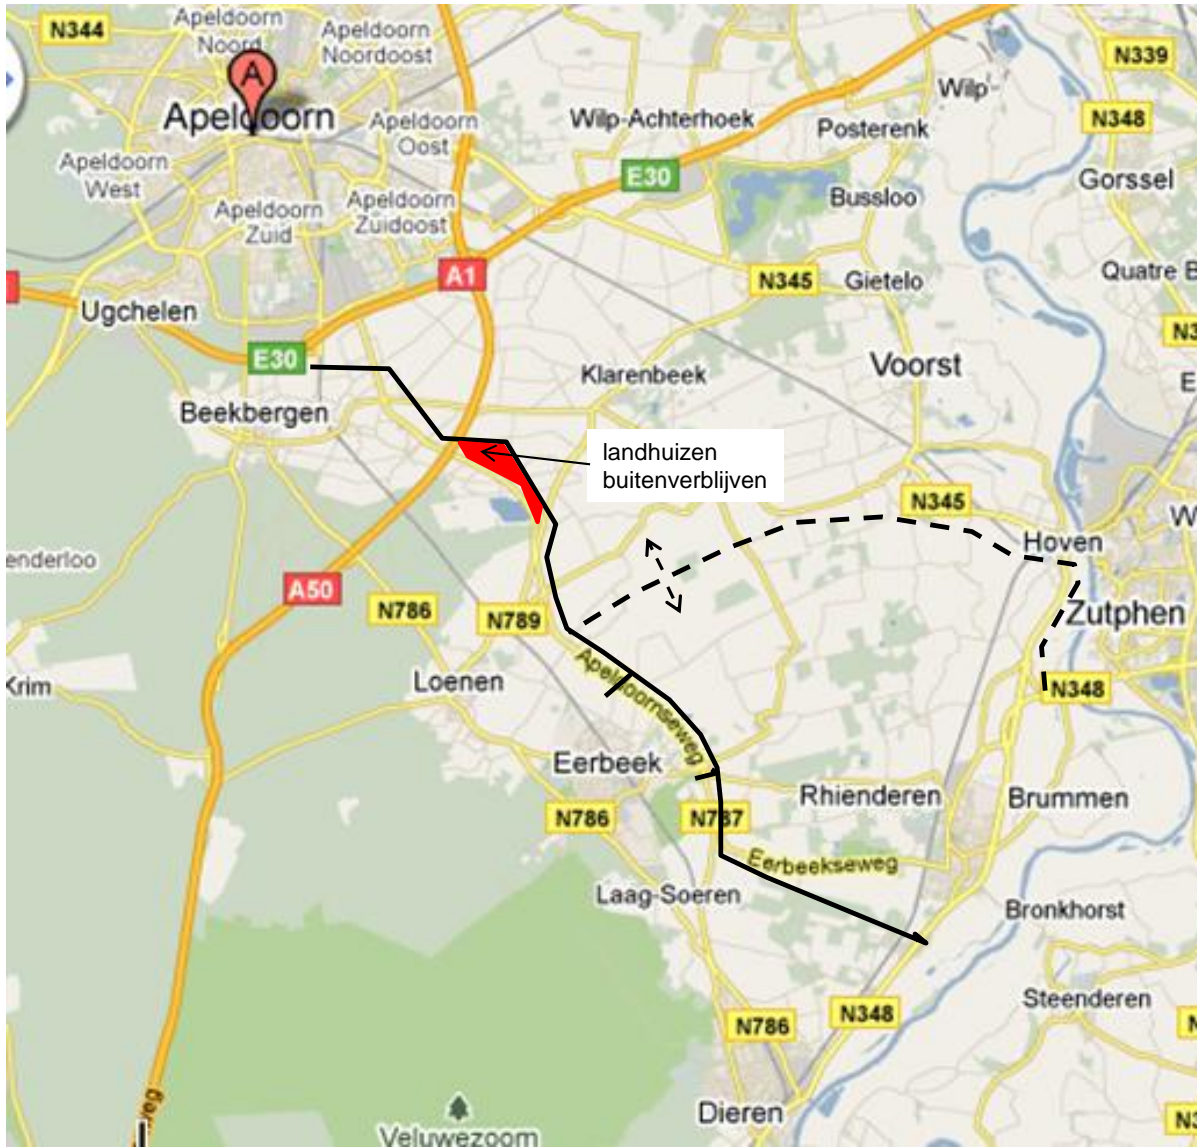 N344
Apeldoorn
Noord
Apeldoorn
Noordoost
N339
A
Wilp
Apeldoorn
Wilp-Achterhoek
Posterenk
N348
Apeldoorn
Oost
Apeldoorn
West
E30
Gorssel
Apeldoorn
Zuid
Apeldoorn
Zuidoost
Bussloo
A1
N345
Gietelo
Quatre B
Ugchelen
E30
Voorst
Klarenbeek
E
Beekbergen
landhuizen
buitenverblijven
N345
W
Hoven
enderloo
A50
N786
N789
Zutphen
Krim
Loenen
Apeldoornseweg
N348
Eerbeek
Rhienderen
Brummen
N786
N787
Eerbeekseweg
Laag-Soeren
Bronkhorst
Steenderen
N348
N786
Dieren
weg
Veluwezoom